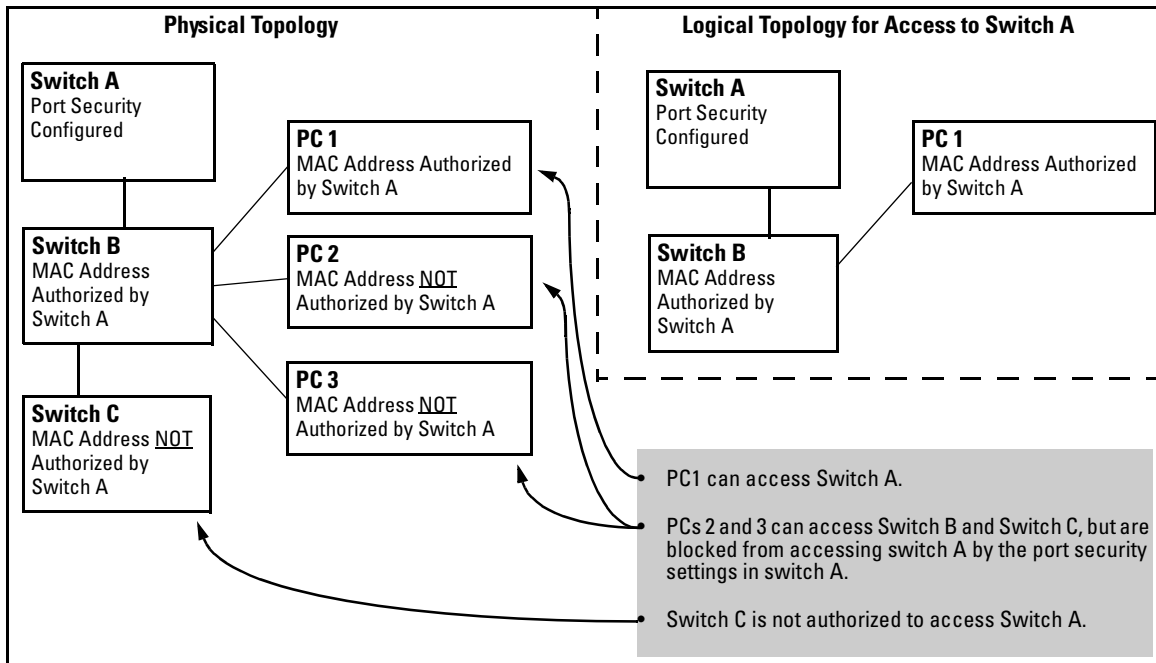 Physical Topology
Switch A
Port Security
Configured
PC 1
MAC Address Authorized
by Switch A
Switch B
MAC Address
Authorized by
Switch A
PC 2
MAC Address NOT
Authorized by Switch A
PC 3
MAC Address NOT
Authorized by Switch A
Switch C
MAC Address NOT
Authorized by
Switch A
Logical Topology for Access to Switch A
Switch A
Port Security
Configured
PC 1
MAC Address Authorized
by Switch A
Switch B
MAC Address
Authorized by
Switch A
• PC1 can access Switch A.
• PCs 2 and 3 can access Switch B and Switch C, but are
blocked from accessing switch A by the port security
settings in switch A.
• Switch C is not authorized to access Switch A.